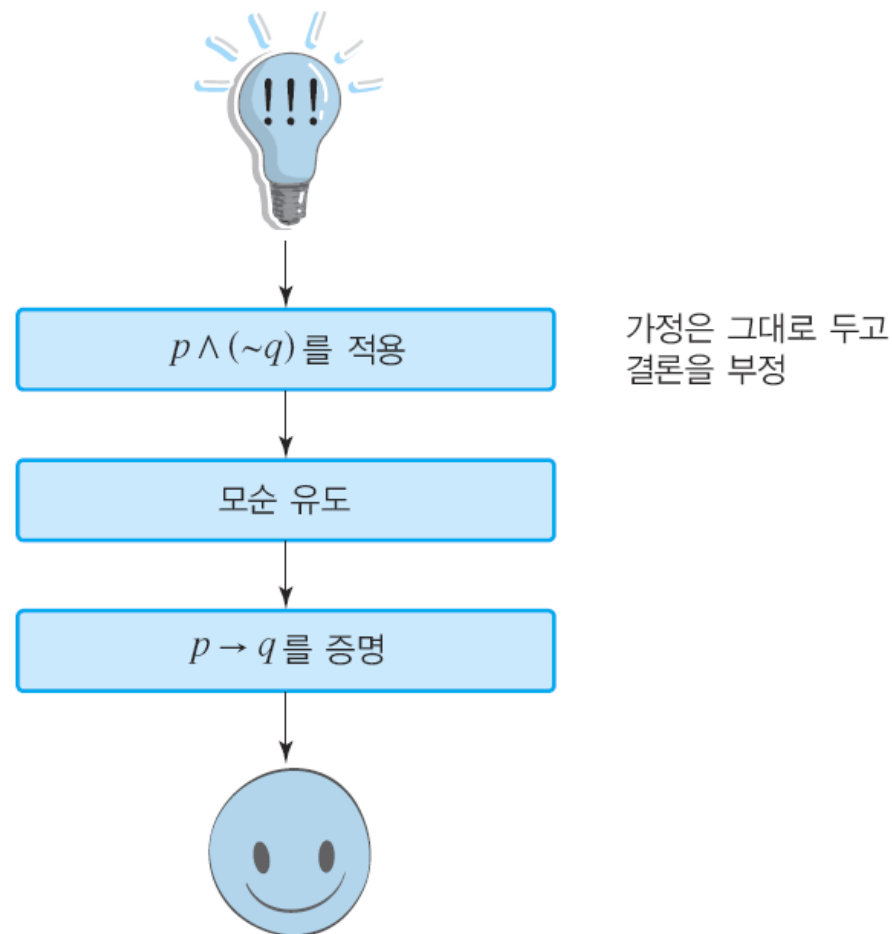 !!!
p ∧ (~q)를 적용
가정은 그대로 두고
결론을 부정
모순 유도
p → q를 증명